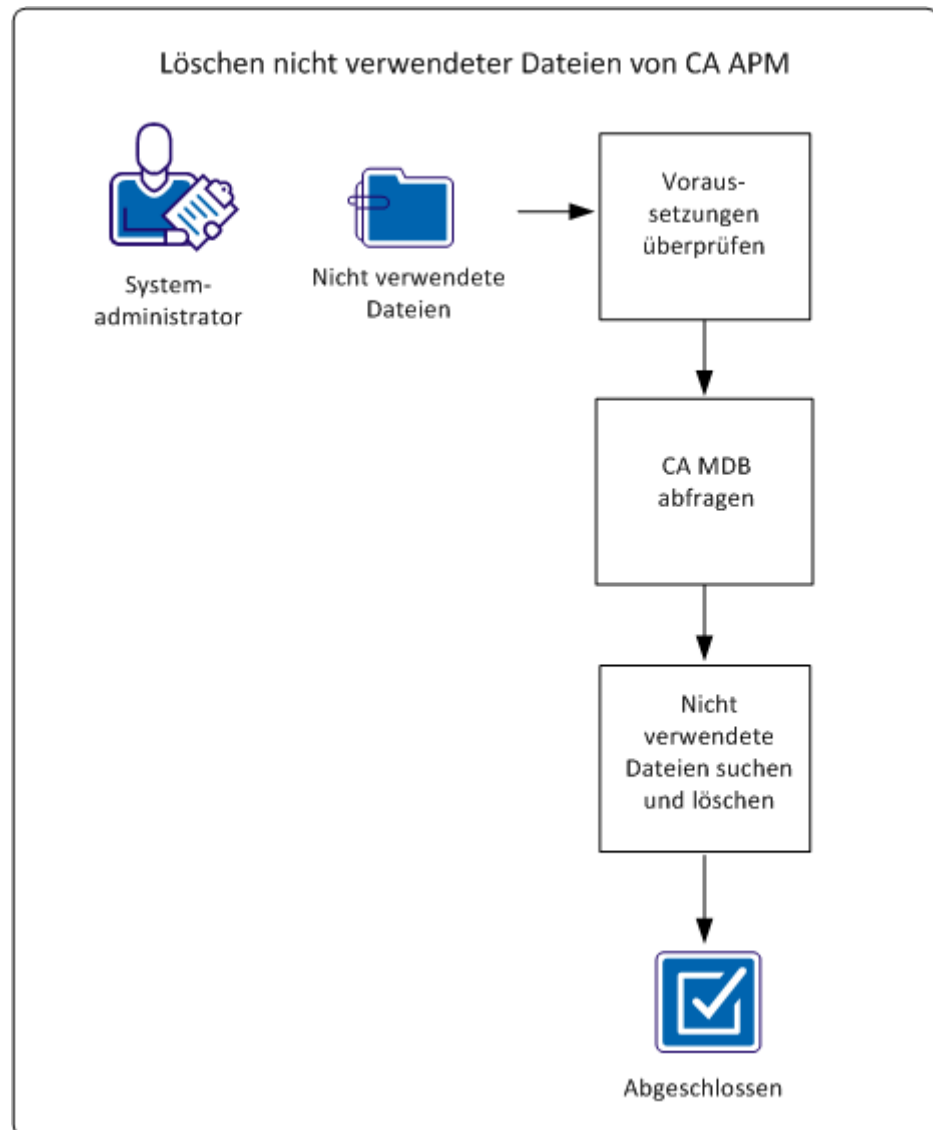 Löschen nicht verwendeter Dateien von CA APM
System-
administrator
Nicht verwendete
Dateien
Voraus-
setzungen
überprüfen
CA MDB
abfragen
Nicht
verwendete
Dateien suchen
und löschen
Abgeschlossen